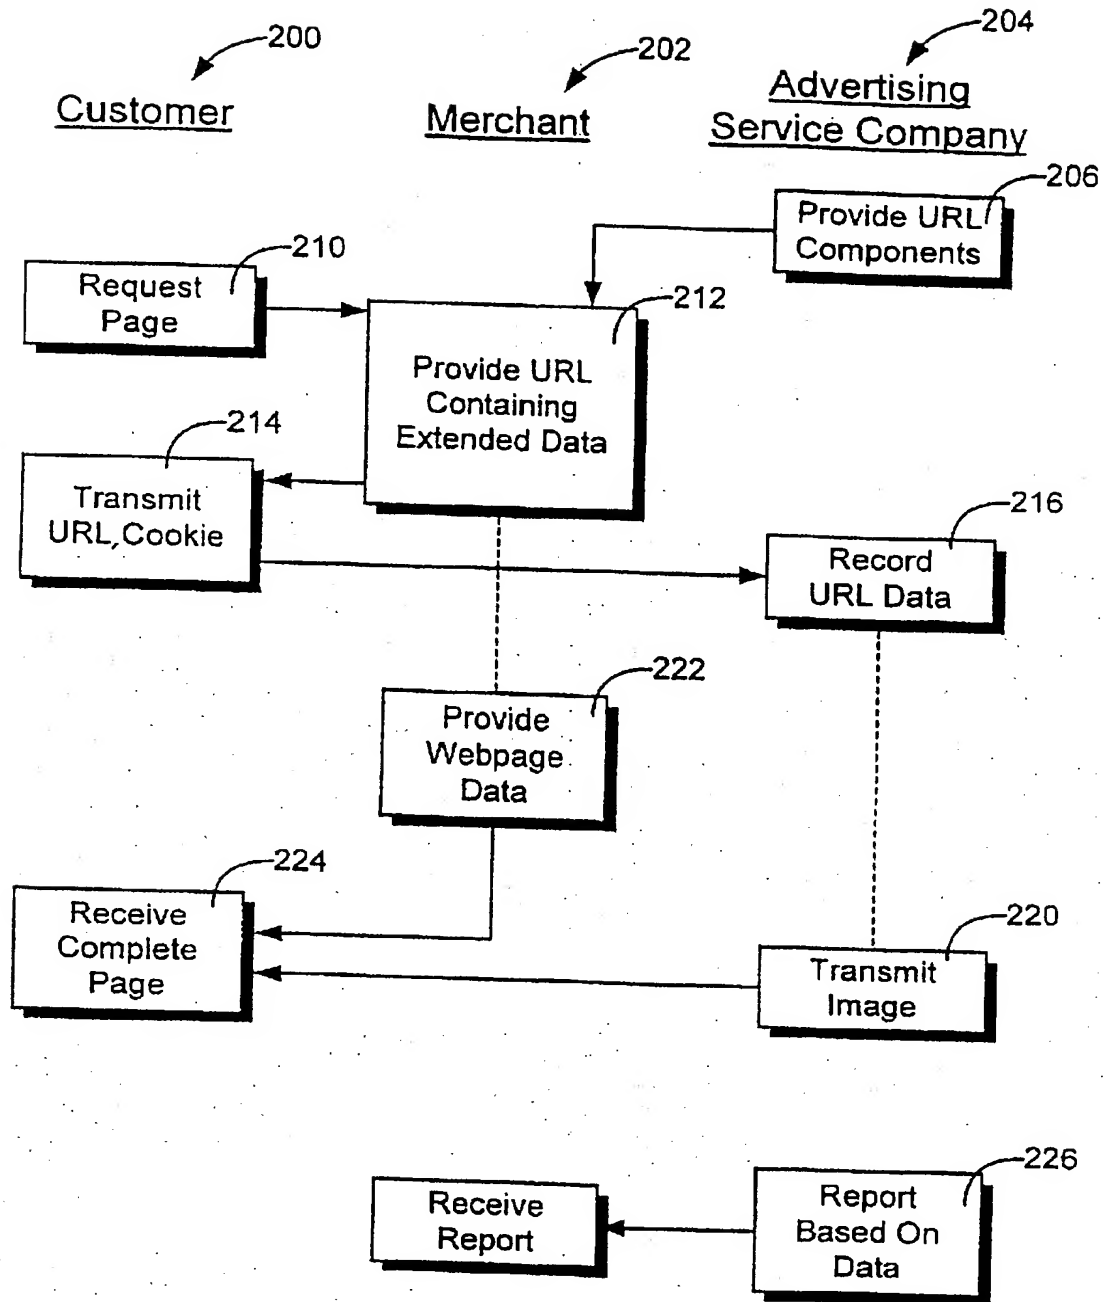 200
Customer
202
Merchant
204
Advertising
Service Company
206
Provide URL
Components
210
Request
Page
212
Provide URL
Containing
Extended Data
214
Transmit
URL,Cookie
216
Record
URL Data
222
Provide
Webpage
Data
224
Receive
Complete
Page
220
Transmit
Image
226
Report
Based On
Data
Receive
Report